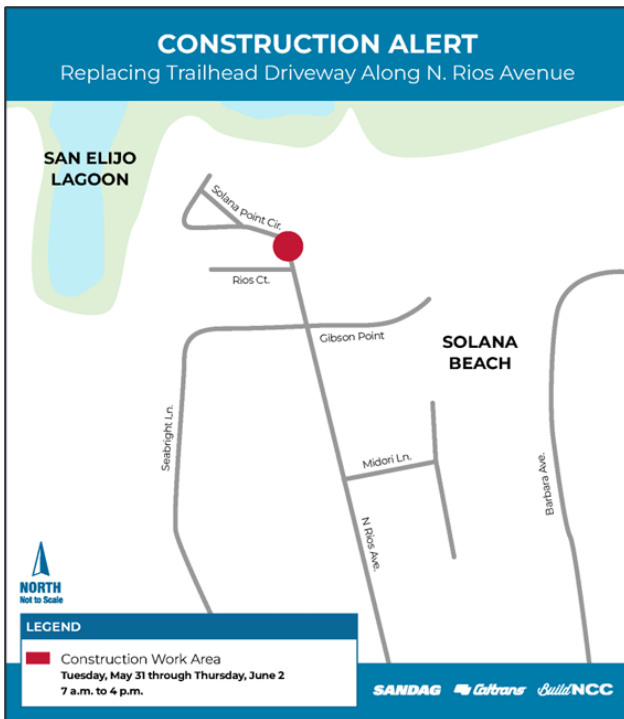 CONSTRUCTION ALERT
Replacing Trailhead Driveway Along N. Rios Avenue
SAN ELIJO
LAGOON
Solana Point Cir.
Rios Ct.
Gibson Point
SOLANA
BEACH
Seabright Ln.
Midori Ln.
Barbara Ave.
N Rios Ave.
NORTH
Not to Scale
LEGEND
Construction Work Area
Tuesday, May 31 through Thursday, June 2
7 a.m. to 4 p.m.
SANDAG Caltrans BuildNCC